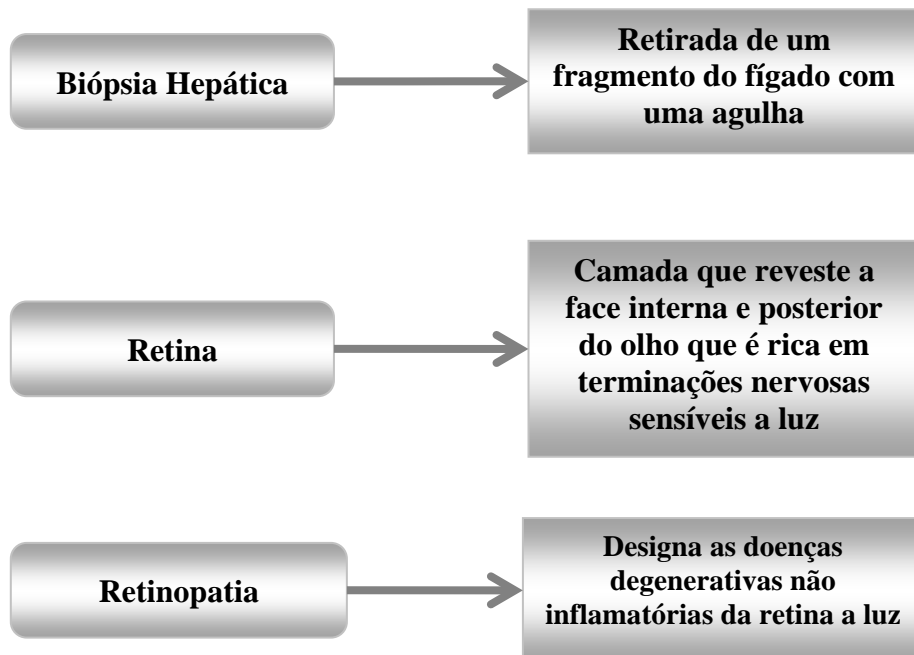 Biópsia Hepática
Retirada de um
fragmento do fígado com
uma agulha
Retina
Camada que reveste a
face interna e posterior
do olho que é rica em
terminações nervosas
sensíveis a luz
Retinopatia
Designa as doenças
degenerativas não
inflamatórias da retina a luz